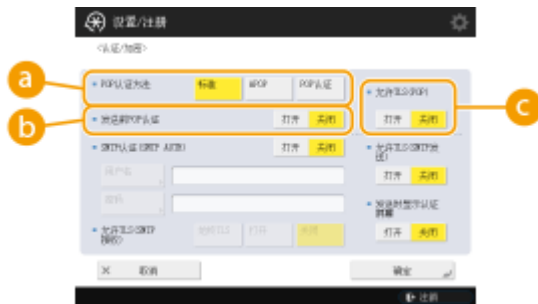 设置/注册
<认证/加密>
a
POP认证方法
标准
APOP
POP认证
允许TLS(POP)
打开
关闭
c
b
发送前POP认证
打开
关闭
SMTP认证(SMTP AUTH)
打开
关闭
允许TLS(SMTP发
送)
打开
关闭
用户名
密码
发送时显示认证
屏幕
打开
关闭
允许TLS(SMTP
接收)
始终TLS
打开
关闭
× 取消
确定
注销